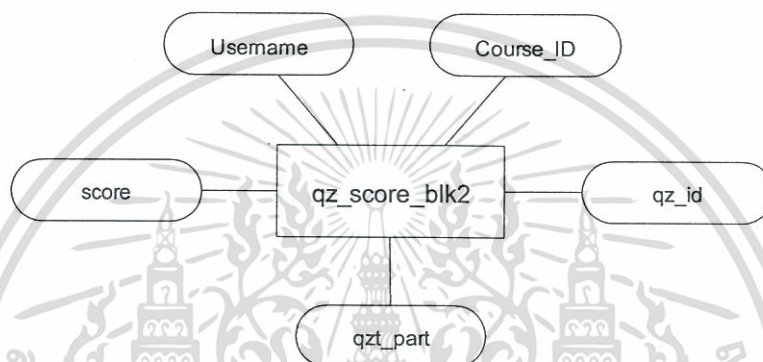 Username
Course_ID
score
qz_score_blk2
qz_id
qzt_part